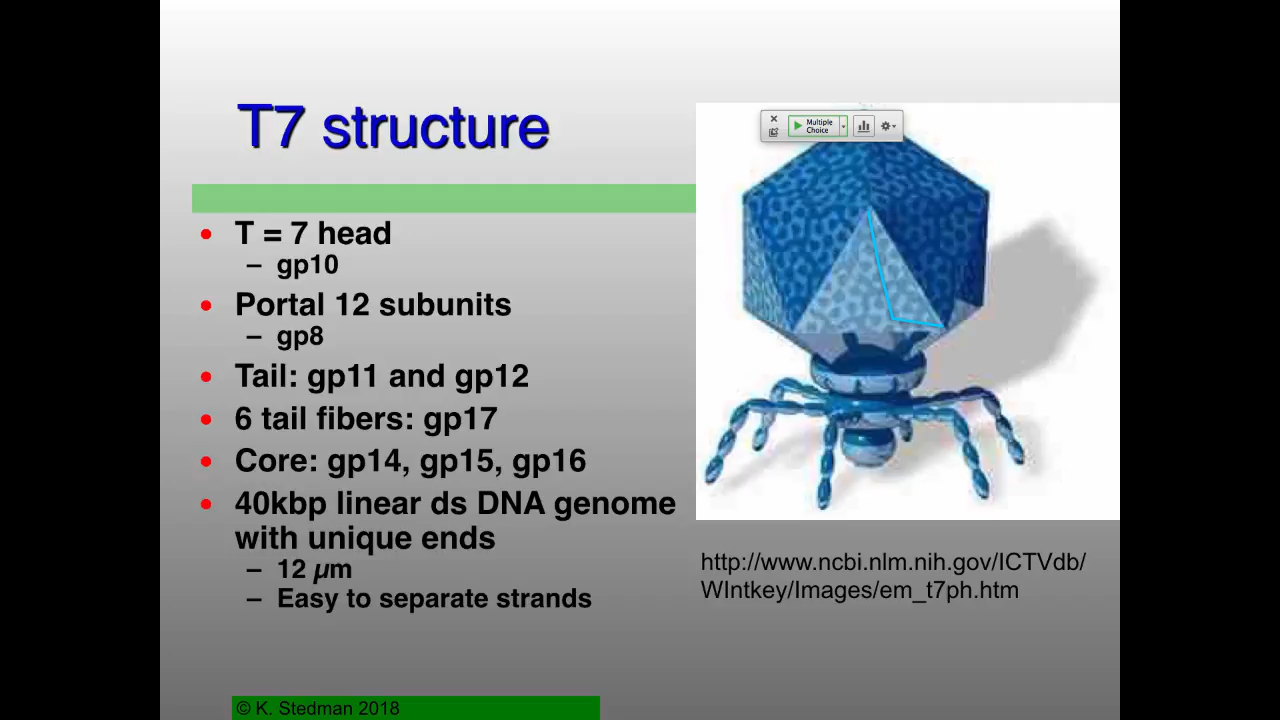 T7 structure
Multiple
Choice
• T = 7 head
– gp10
• Portal 12 subunits
– gp8
• Tail: gp11 and gp12
• 6 tail fibers: gp17
• Core: gp14, gp15, gp16
• 40kbp linear ds DNA genome
with unique ends
– 12 µm
– Easy to separate strands
http://www.ncbi.nlm.nih.gov/ICTVdb/
WIntkey/Images/em_t7ph.htm
© K. Stedman 2018